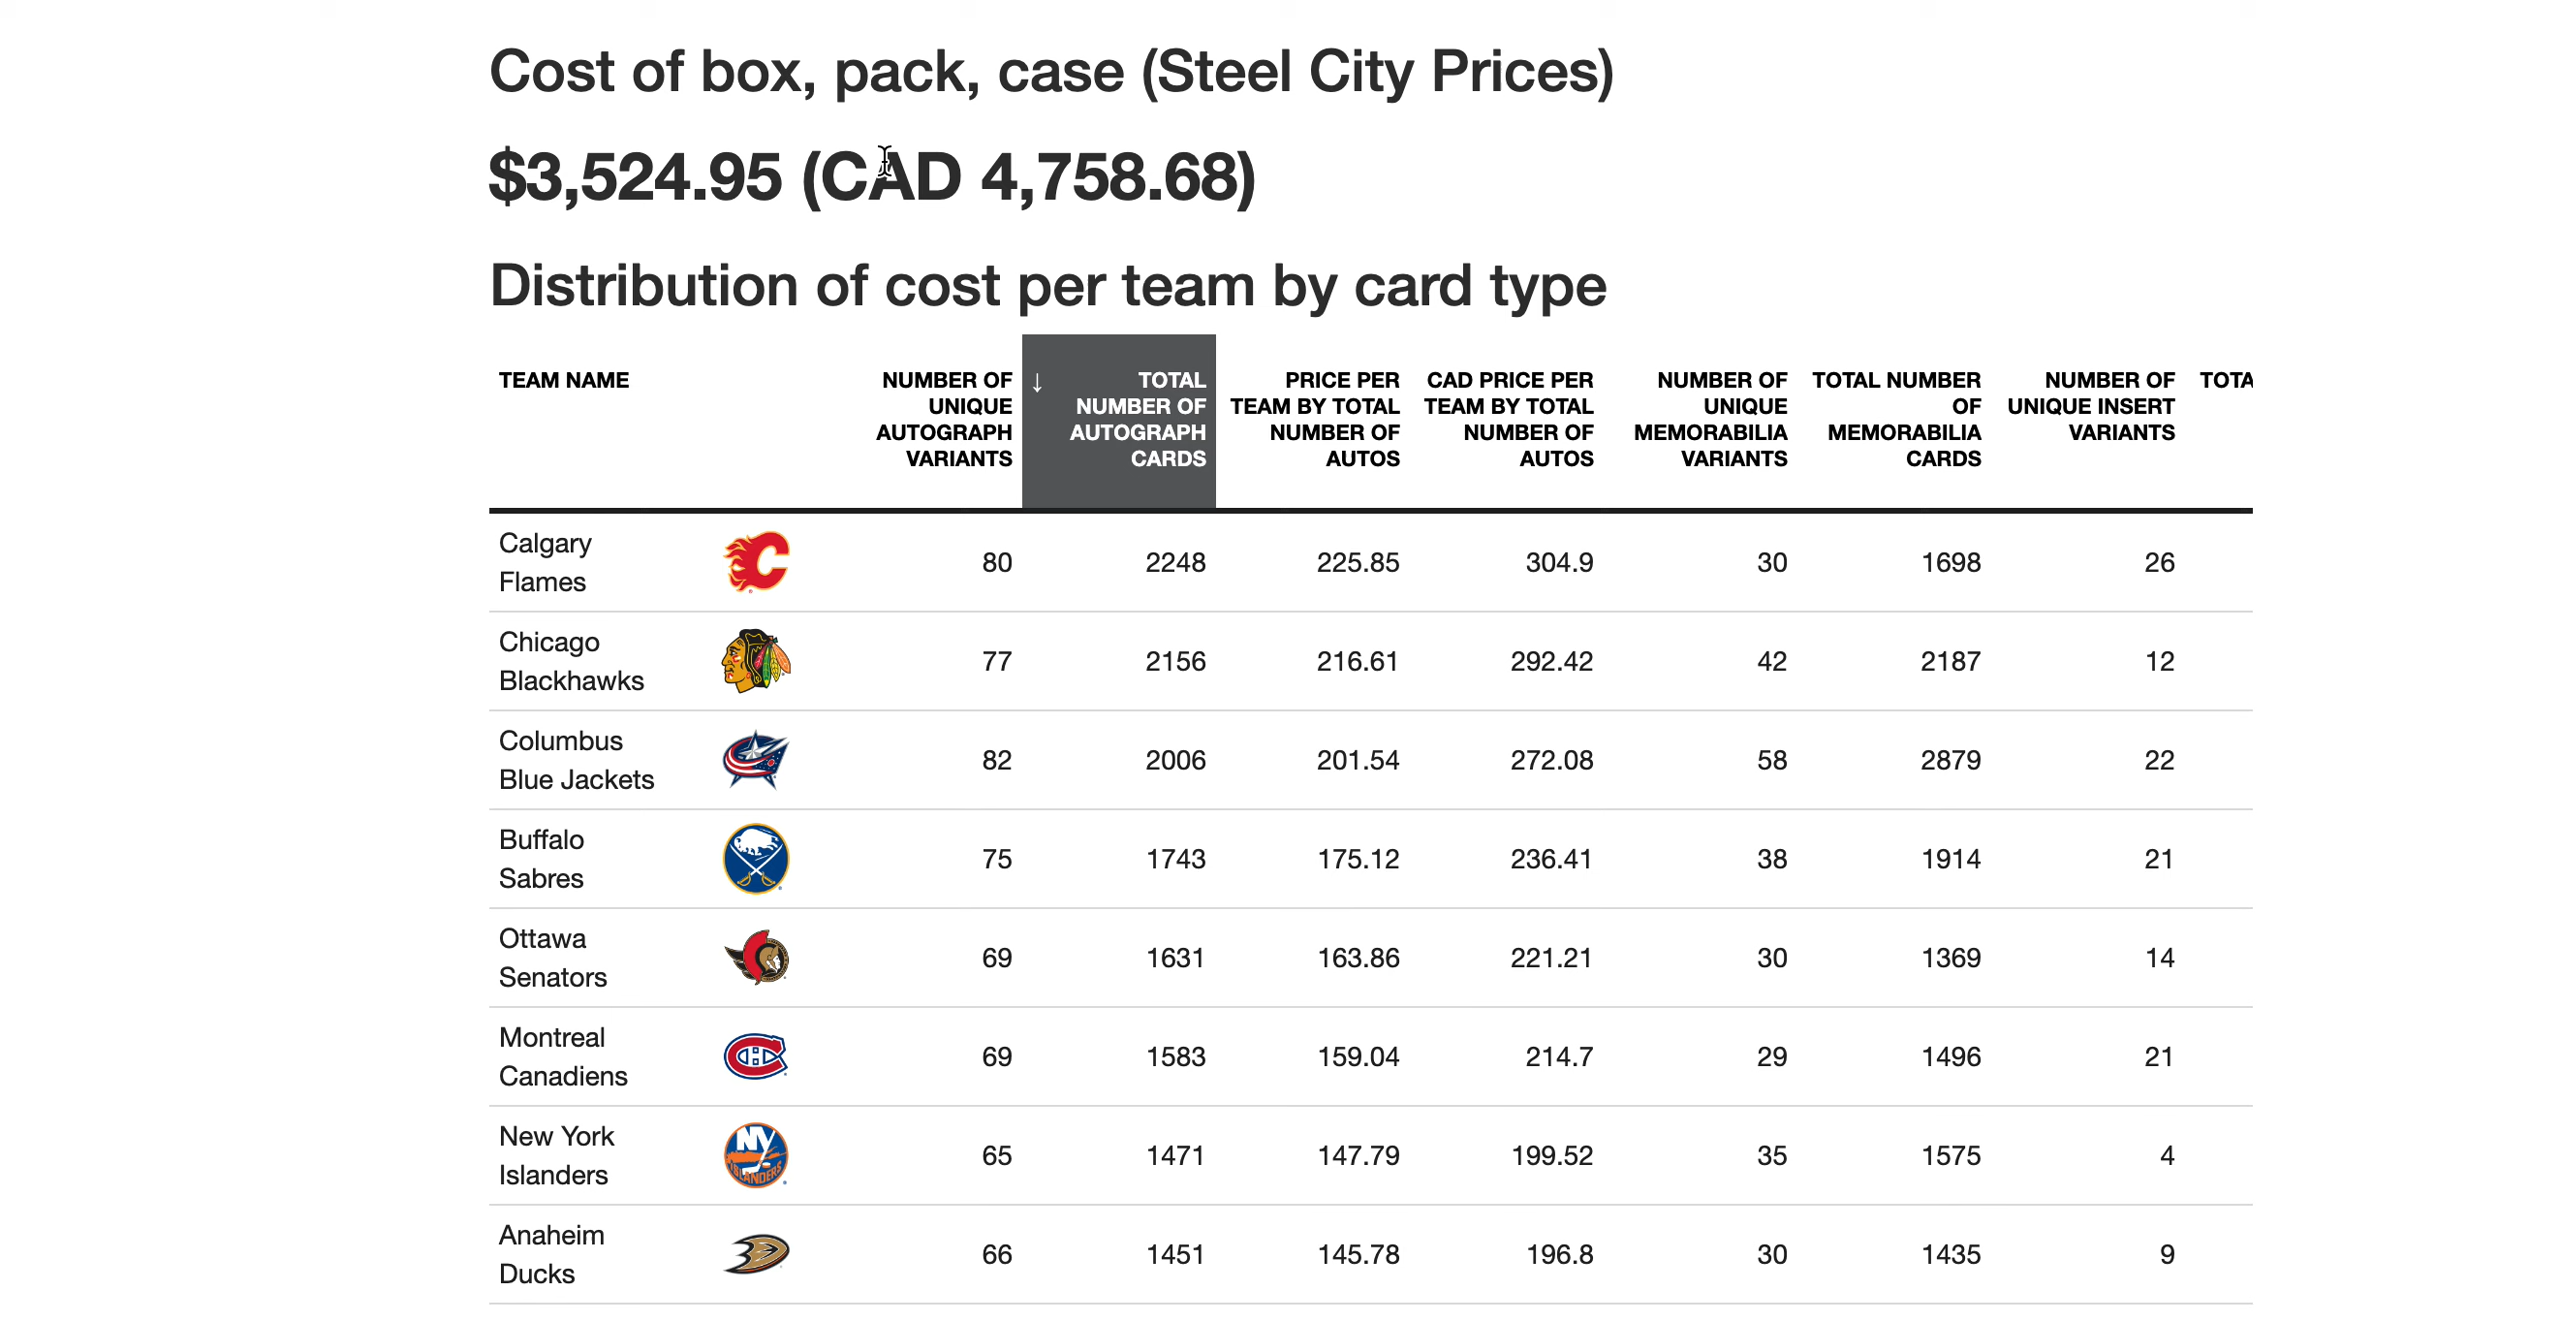 Cost of box, pack, case (Steel City Prices)
$3,524.95 (CAD 4,758.68)
Distribution of cost per team by card type
TEAM NAME
NUMBER OF
UNIQUE
AUTOGRAPH
VARIANTS
↓ TOTAL
NUMBER OF
AUTOGRAPH
CARDS
PRICE PER
TEAM BY TOTAL
NUMBER OF
AUTOS
CAD PRICE PER
TEAM BY TOTAL
NUMBER OF
AUTOS
NUMBER OF
UNIQUE
MEMORABILIA
VARIANTS
TOTAL NUMBER
OF
MEMORABILIA
CARDS
NUMBER OF
UNIQUE INSERT
VARIANTS
TOTA
Calgary
Flames
80 2248 225.85 304.9 30 1698 26
Chicago
Blackhawks
77 2156 216.61 292.42 42 2187 12
Columbus
Blue Jackets
82 2006 201.54 272.08 58 2879 22
Buffalo
Sabres
75 1743 175.12 236.41 38 1914 21
Ottawa
Senators
69 1631 163.86 221.21 30 1369 14
Montreal
Canadiens
69 1583 159.04 214.7 29 1496 21
New York
Islanders
NY
ISLANDERS
65 1471 147.79 199.52 35 1575 4
Anaheim
Ducks
66 1451 145.78 196.8 30 1435 9